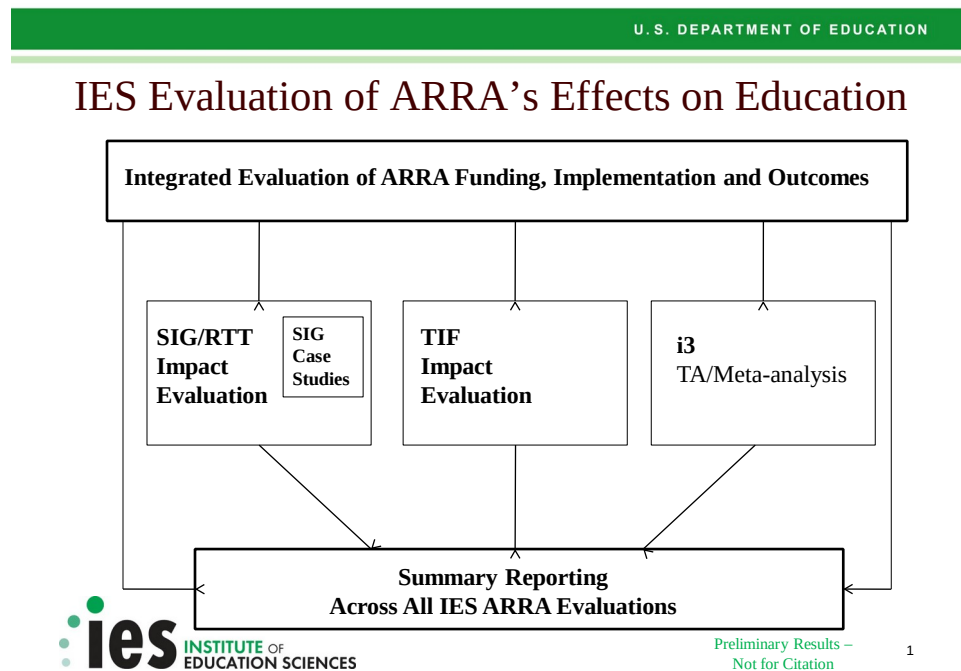 U.S. DEPARTMENT OF EDUCATION
IES Evaluation of ARRA’s Effects on Education
Integrated Evaluation of ARRA Funding, Implementation and Outcomes
SIG/RTT
Impact
Evaluation
SIG
Case
Studies
TIF
Impact
Evaluation
i3
TA/Meta-analysis
Summary Reporting
Across All IES ARRA Evaluations
ies INSTITUTE OF
EDUCATION SCIENCES
Preliminary Results –
Not for Citation
1